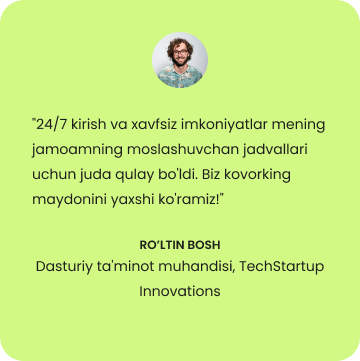 "24/7 kirish va xavfsiz imkoniyatlar mening
jamoamning moslashuvchan jadvallari
uchun juda qulay bo'ldi. Biz kovorking
maydonini yaxshi ko'ramiz!"
RO’LTIN BOSH
Dasturiy ta'minot muhandisi, TechStartup
Innovations